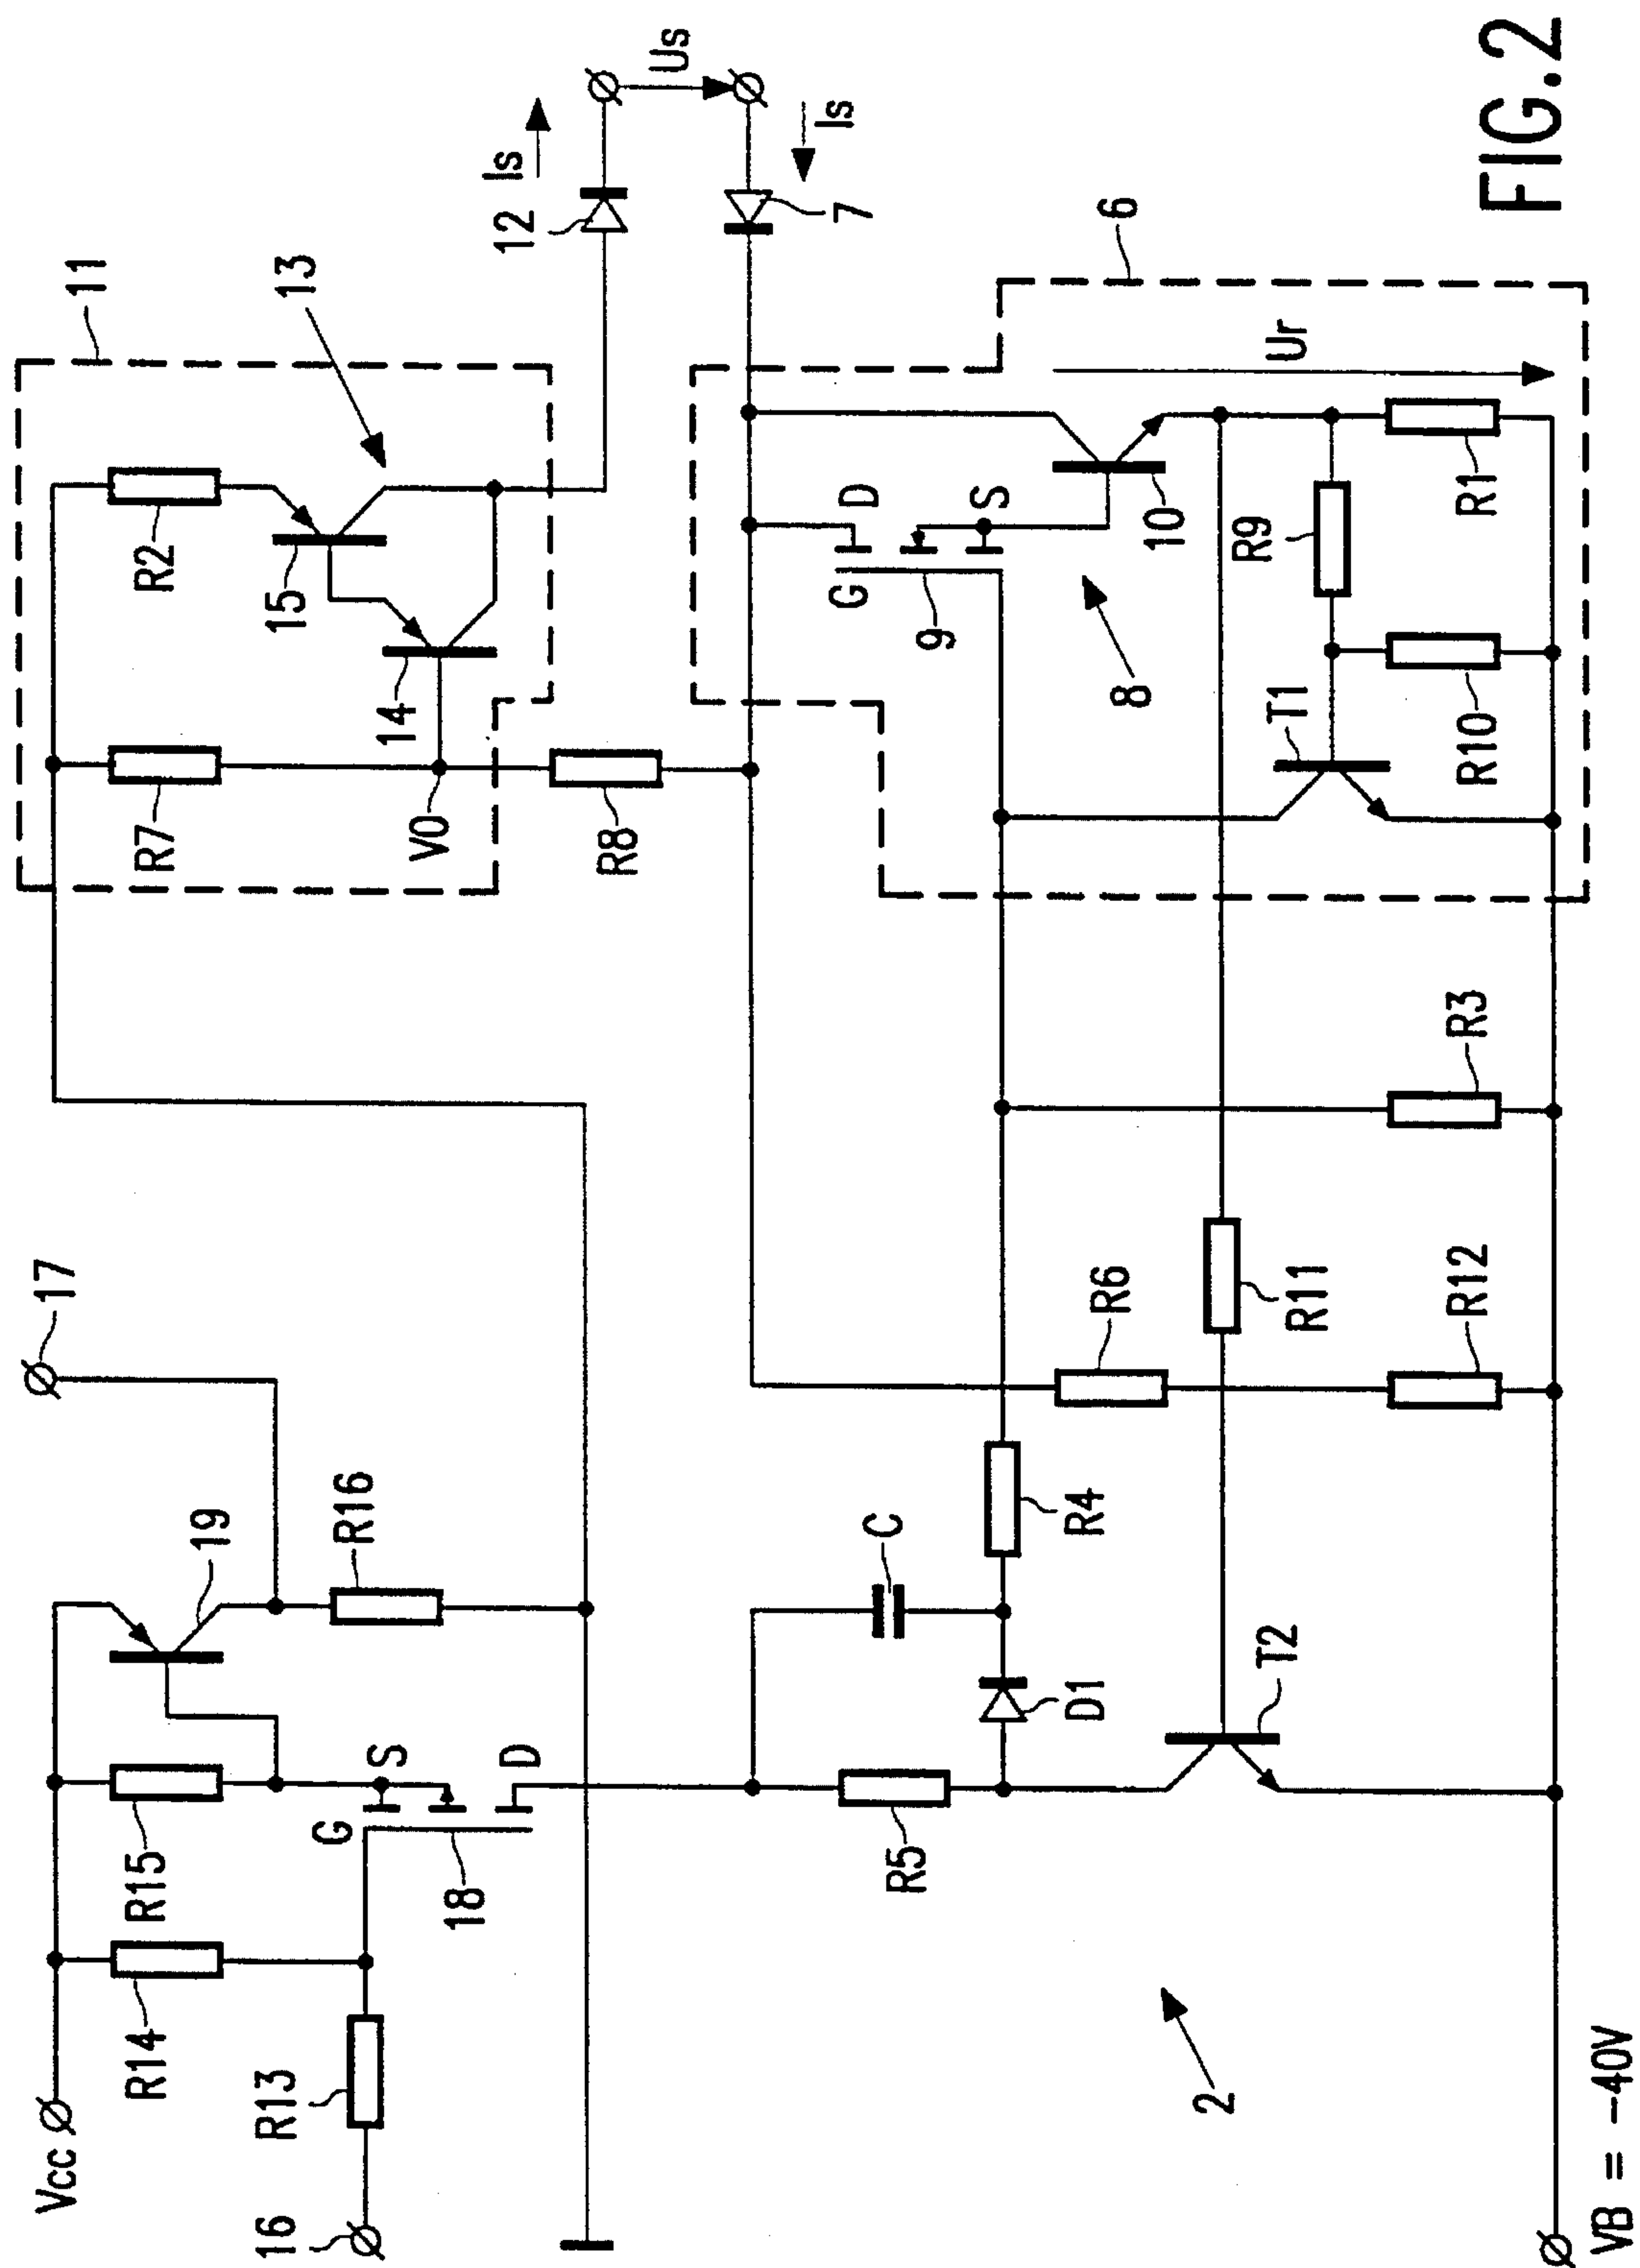 Vcc
R14
R15
19
17
R13
G
S
18
D
16
R16
11
R7
R2
15
14
V0
13
R8
12
Is
Us
Is
7
6
G
D
S
9
10
8
Ur
T1
R9
R10
R1
R3
R6
R11
R12
C
R4
D1
R5
T2
2
VB = -40V
FIG.2